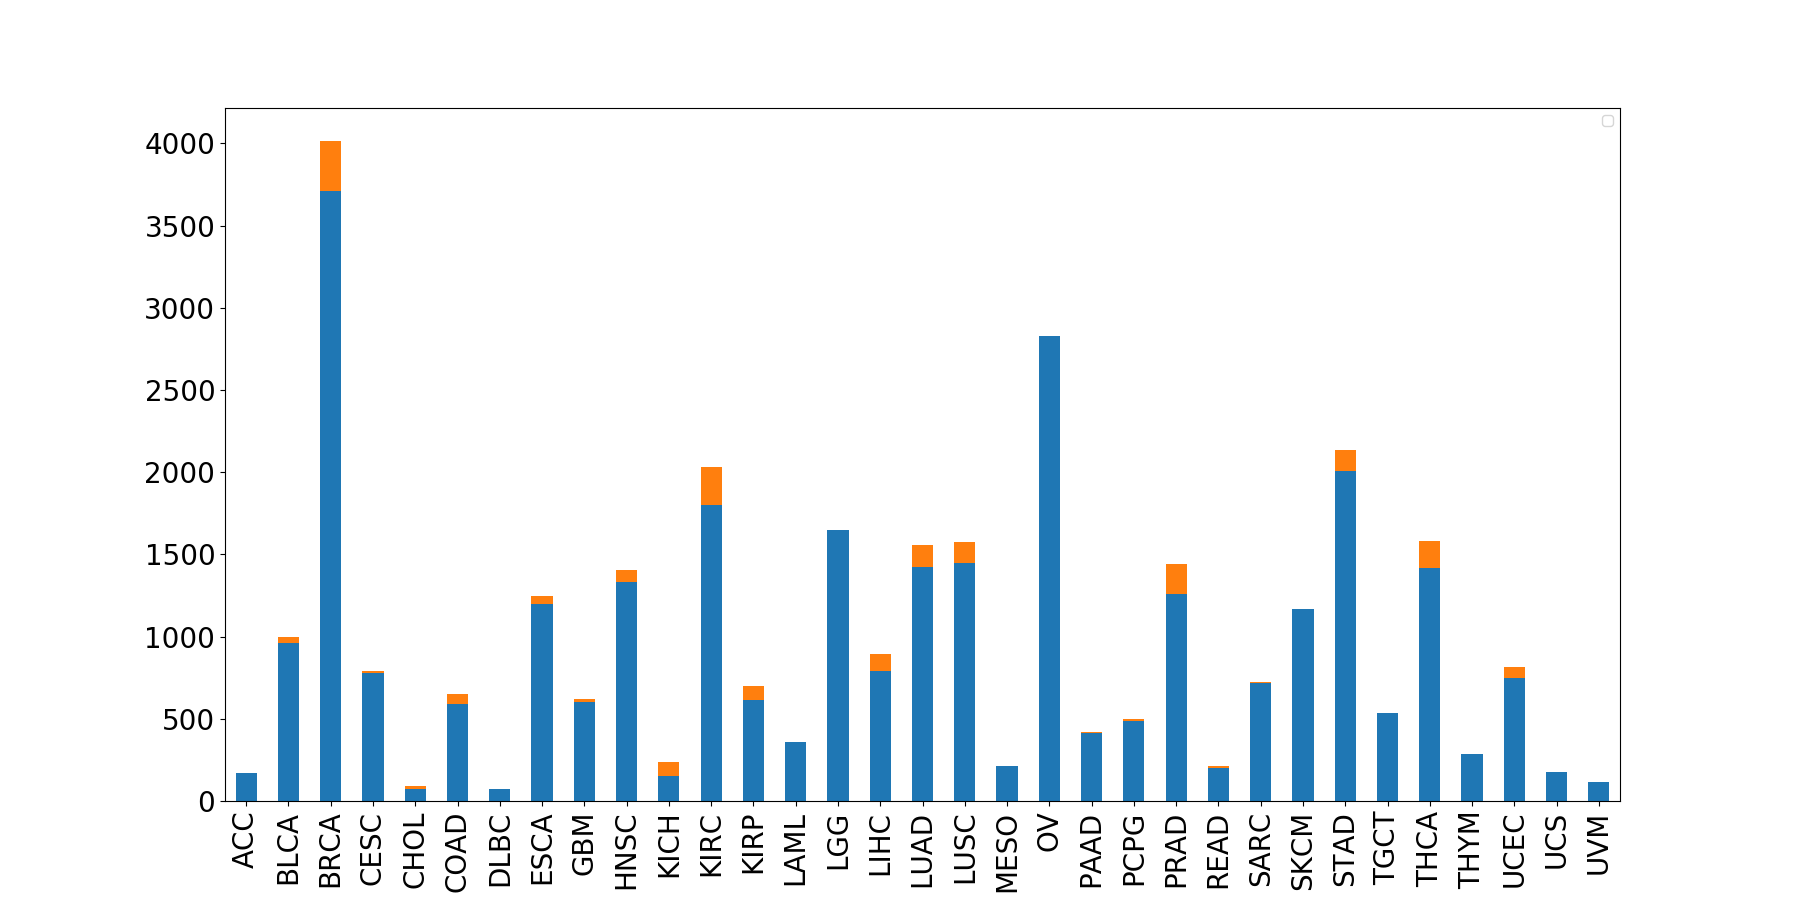 4000
3500
3000
2500
2000
1500
1000
500
0
ACC
BLCA
BRCA
CESC
CHOL
COAD
DLBC
ESCA
GBM
HNSC
KICH
KIRC
KIRP
LAML
LGG
LIHC
LUAD
LUSC
MESO
OV
PAAD
PCPG
PRAD
READ
SARC
SKCM
STAD
TGCT
THCA
THYM
UCEC
UCS
UVM